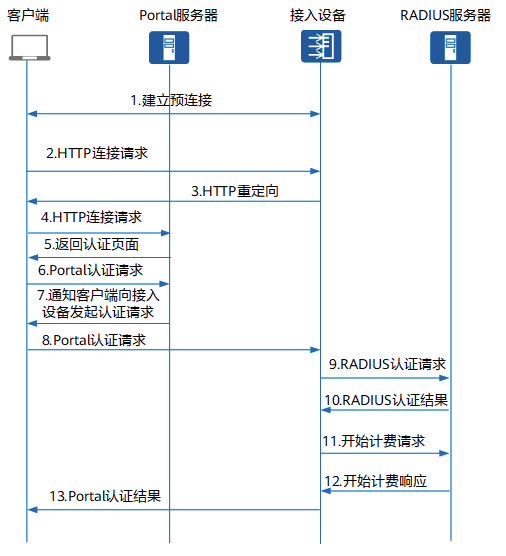 客户端
Portal服务器
接入设备
RADIUS服务器
1.建立预连接
2.HTTP连接请求
3.HTTP重定向
4.HTTP连接请求
5.返回认证页面
6.Portal认证请求
7.通知客户端向接入
设备发起认证请求
8.Portal认证请求
9.RADIUS认证请求
10.RADIUS认证结果
11.开始计费请求
12.开始计费响应
13.Portal认证结果